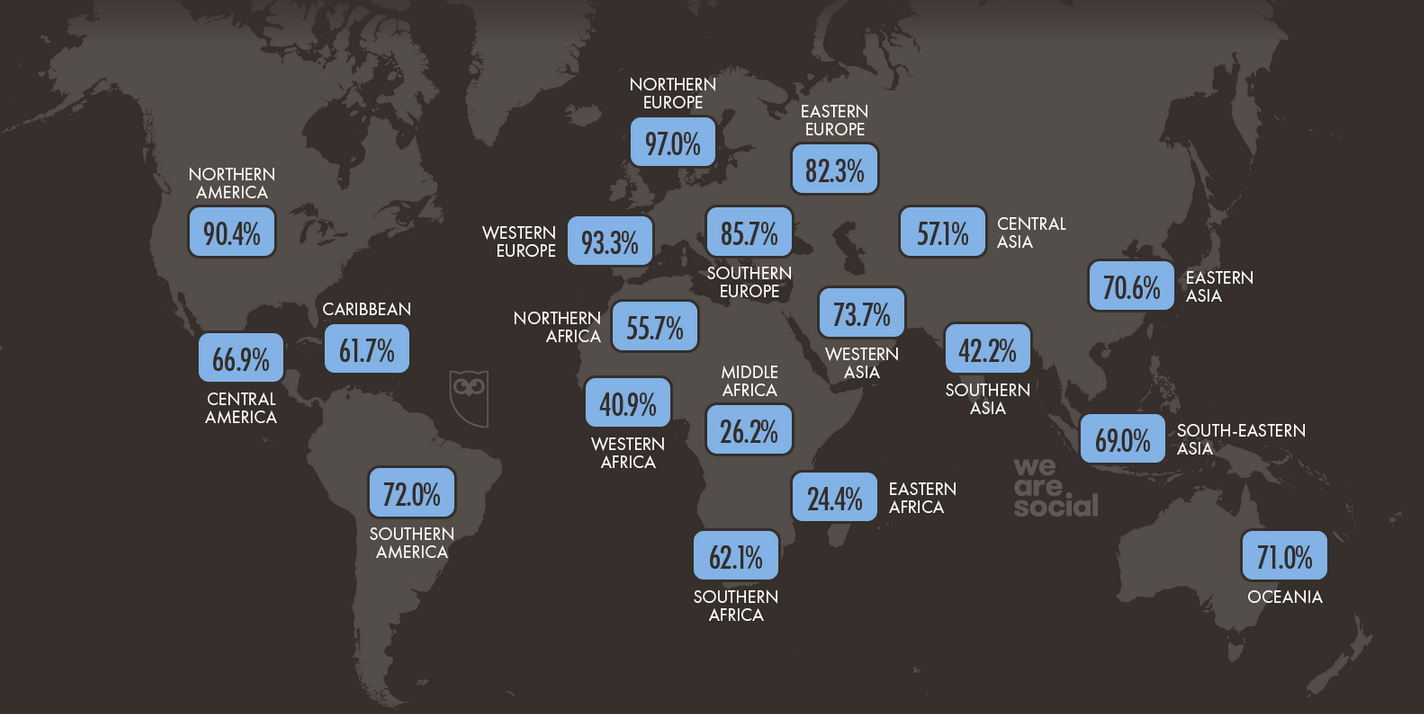 NORTHERN
EUROPE
97.0%
EASTERN
EUROPE
82.3%
NORTHERN
AMERICA
90.4%
WESTERN
EUROPE
93.3%
85.7%
SOUTHERN
EUROPE
57.1%
CENTRAL
ASIA
70.6%
EASTERN
ASIA
CARIBBEAN
61.7%
66.9%
CENTRAL
AMERICA
NORTHERN
AFRICA
55.7%
73.7%
WESTERN
ASIA
42.2%
SOUTHERN
ASIA
40.9%
WESTERN
AFRICA
MIDDLE
AFRICA
26.2%
69.0%
SOUTH-EASTERN
ASIA
we
are
social
72.0%
SOUTHERN
AMERICA
24.4%
EASTERN
AFRICA
62.1%
SOUTHERN
AFRICA
71.0%
OCEANIA